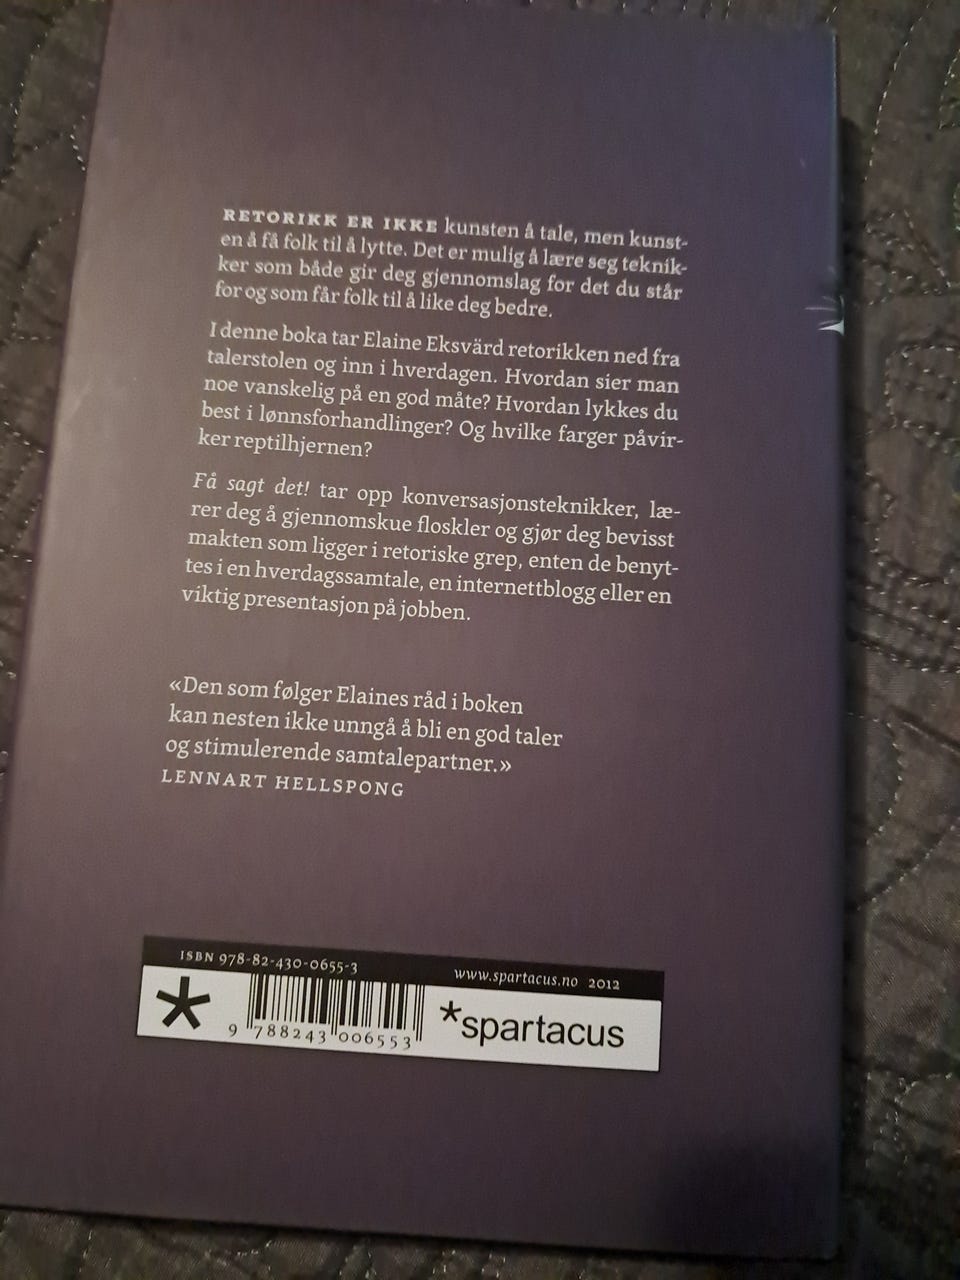 RETORIKK ER IKKE kunsten å tale, men kunst-
en å få folk til å lytte. Det er mulig å lære seg teknik-
ker som både gir deg gjennomslag for det du står
for og som får folk til å like deg bedre.
I denne boka tar Elaine Eksvärd retorikken ned fra
talerstolen og inn i hverdagen. Hvordan sier man
noe vanskelig på en god måte? Hvordan lykkes du
best i lønnsforhandlinger? Og hvilke farger påvir-
ker reptilhjernen?
Få sagt det! tar opp konversasjonsteknikker, læ-
rer deg å gjennomskue floskler og gjør deg bevisst
makten som ligger i retoriske grep, enten de benyt-
tes i en hverdagssamtale, en internettblogg eller en
viktig presentasjon på jobben.
«Den som følger Elaines råd i boken
kan nesten ikke unngå å bli en god taler
og stimulerende samtalepartner.»
LENNART HELLSPONG
ISBN 978-82-430-0655-3
www.spartacus.no 2012
9 788243 006553
*spartacus